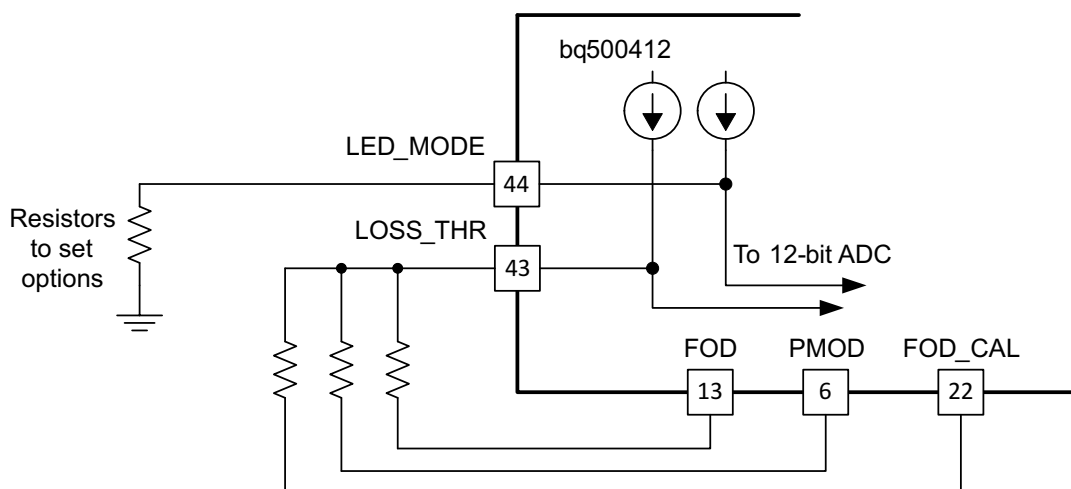 bq500412
LED_MODE
44
Resistors
to set
options
LOSS_THR
43
To 12-bit ADC
FOD
PMOD
FOD_CAL
13
6
22